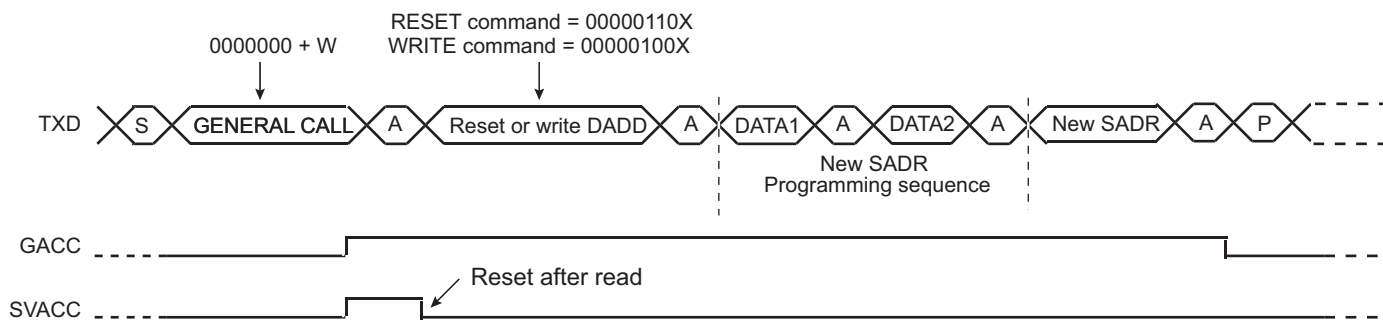 RESET command = 00000110X
0000000 + W
WRITE command = 00000100X
TXD S GENERAL CALL A Reset or write DADD A DATA1 A DATA2 A New SADR A P
New SADR
Programming sequence
GACC
Reset after read
SVACC